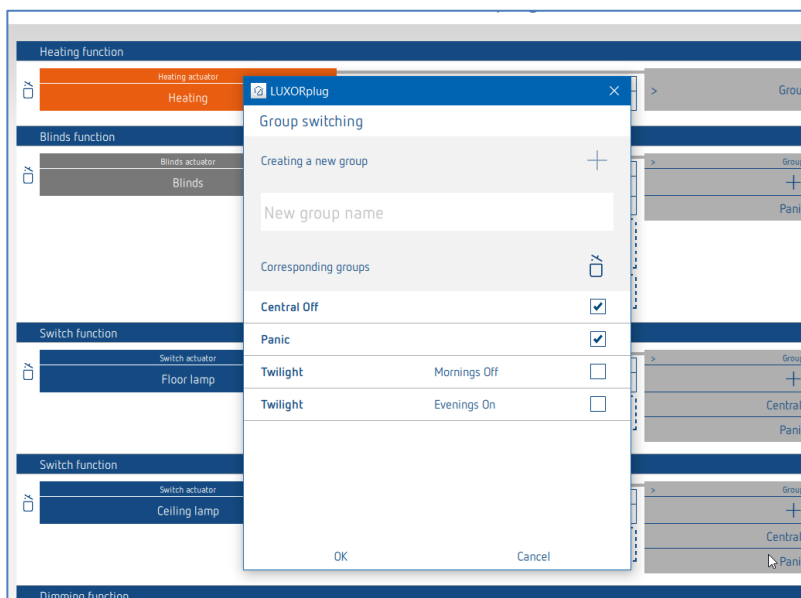 Heating function
Heating actuator
Heating
>
Blinds function
Blinds actuator
Blinds
>
Switch function
Switch actuator
Floor lamp
>
Central
Switch function
Switch actuator
Ceiling lamp
>
Central
Dimming function
LUXORplug
Group switching
Creating a new group
New group name
Corresponding groups
Central Off
Panic
Twilight Mornings Off
Twilight Evenings On
OK Cancel